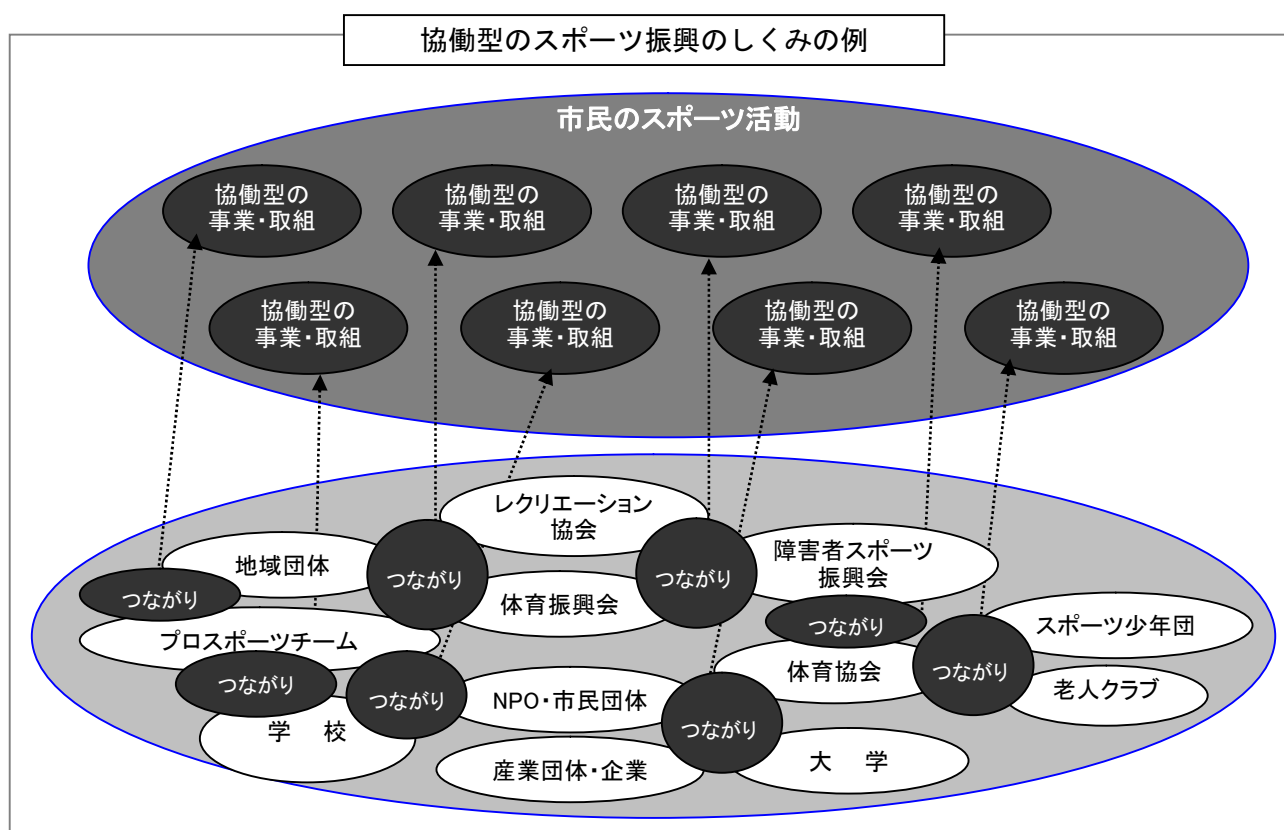 協働型のスポーツ振興のしくみの例
市民のスポーツ活動
協働型の
事業・取組
協働型の
事業・取組
協働型の
事業・取組
協働型の
事業・取組
協働型の
事業・取組
協働型の
事業・取組
協働型の
事業・取組
協働型の
事業・取組
レクリエーション
協会
地域団体
つながり
つながり
障害者スポーツ
振興会
つながり
体育振興会
プロスポーツチーム
つながり
スポーツ少年団
つながり
つながり
体育協会
つながり
老人クラブ
NPO・市民団体
つながり
学　校
産業団体・企業
大　学